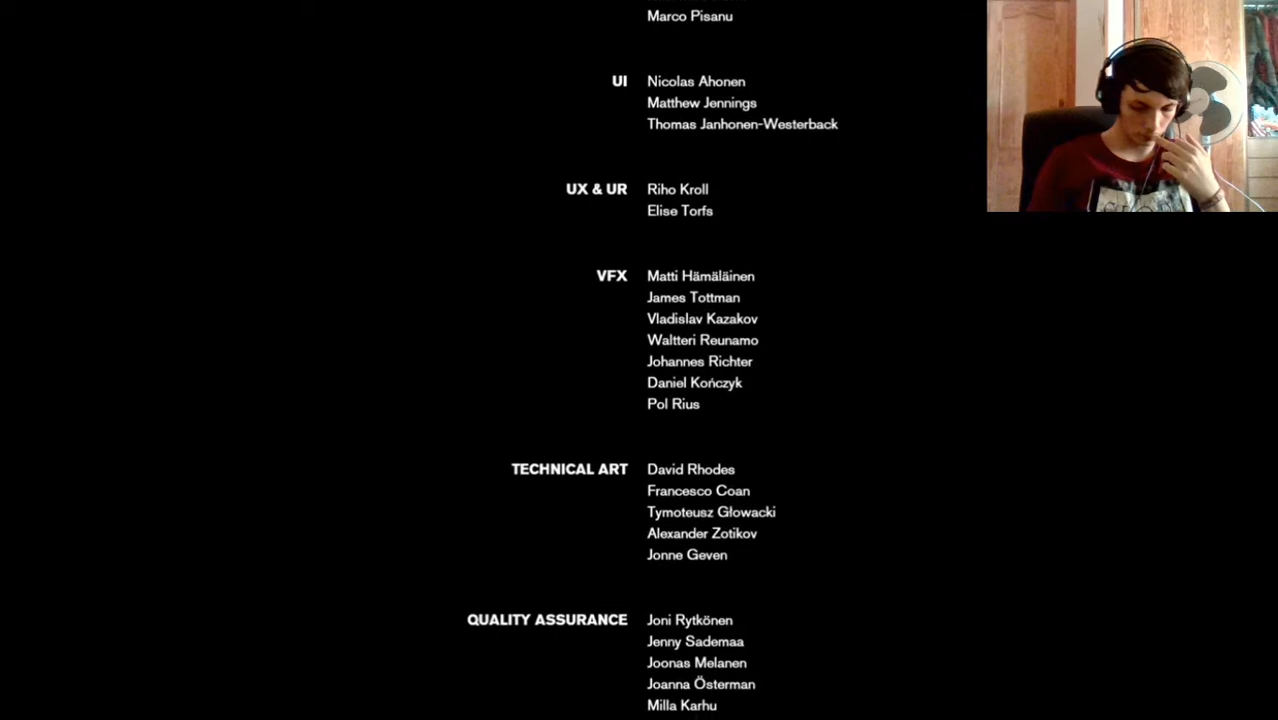 Marco Pisanu
UI Nicolas Ahonen
Matthew Jennings
Thomas Janhonen-Westerback
UX & UR Riho Kroll
Elise Torfs
VFX Matti Hämäläinen
James Tottman
Vladislav Kazakov
Waltteri Reunamo
Johannes Richter
Daniel Kończyk
Pol Rius
TECHNICAL ART David Rhodes
Francesco Coan
Tymoteusz Głowacki
Alexander Zotikov
Jonne Geven
QUALITY ASSURANCE Joni Rytkönen
Jenny Sademaa
Joonas Melanen
Joanna Österman
Milla Karhu